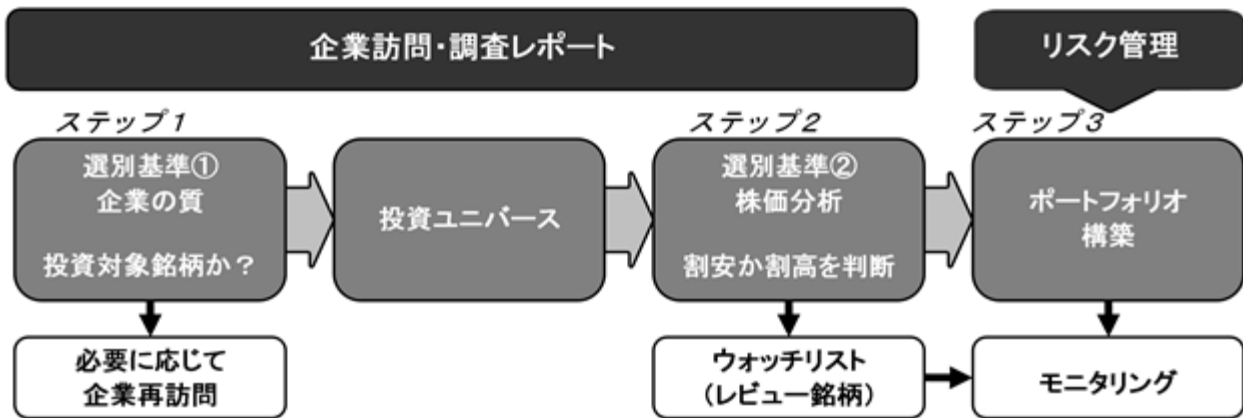 企業訪問・調査レポート
リスク管理
ステップ1
ステップ2
ステップ3
選別基準①
企業の質
投資対象銘柄か?
投資ユニバース
選別基準②
株価分析
割安か割高を判断
ポートフォリオ
構築
必要に応じて
企業再訪問
ウォッチリスト
(レビュー銘柄)
モニタリング